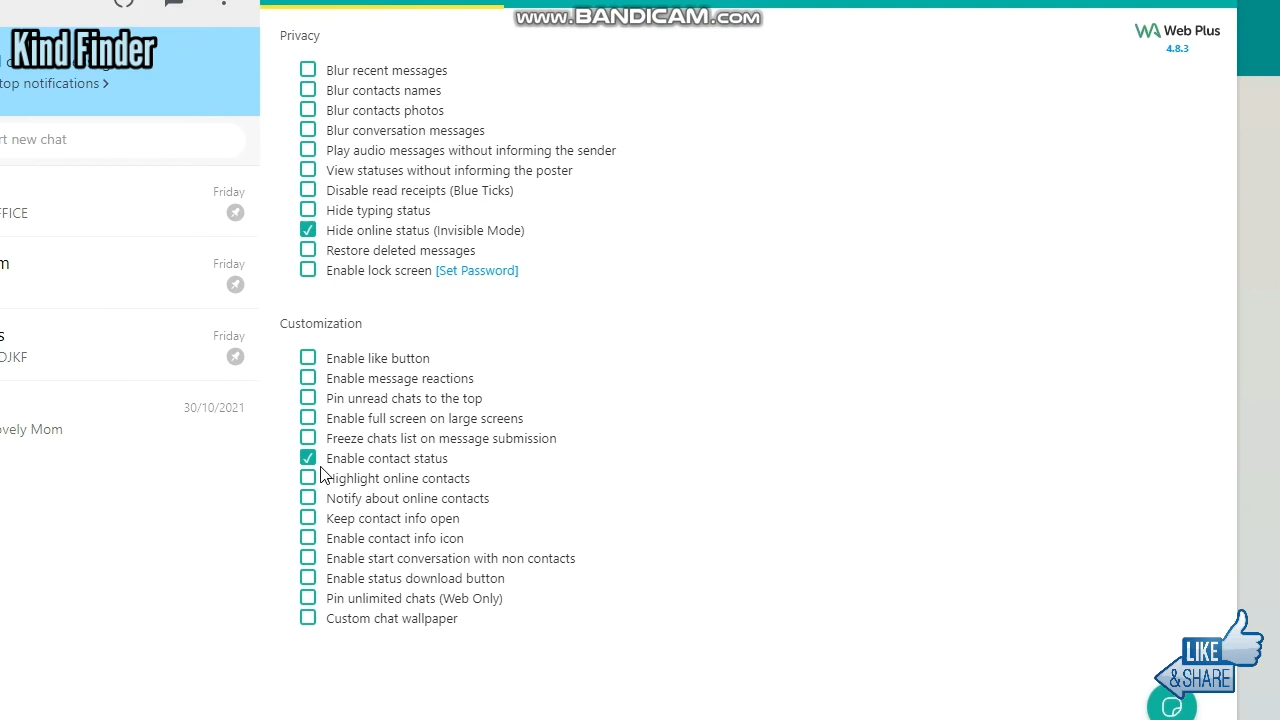 www.BANDICAM.com
Kind Finder
top notifications >
rt new chat
Friday
FFICE
m
Friday
s
Friday
DJKF
30/10/2021
ovely Mom
Privacy
Blur recent messages
Blur contacts names
Blur contacts photos
Blur conversation messages
Play audio messages without informing the sender
View statuses without informing the poster
Disable read receipts (Blue Ticks)
Hide typing status
Hide online status (Invisible Mode)
Restore deleted messages
Enable lock screen [Set Password]
Customization
Enable like button
Enable message reactions
Pin unread chats to the top
Enable full screen on large screens
Freeze chats list on message submission
Enable contact status
Highlight online contacts
Notify about online contacts
Keep contact info open
Enable contact info icon
Enable start conversation with non contacts
Enable status download button
Pin unlimited chats (Web Only)
Custom chat wallpaper
WA Web Plus
4.8.3
LIKE
& SHARE